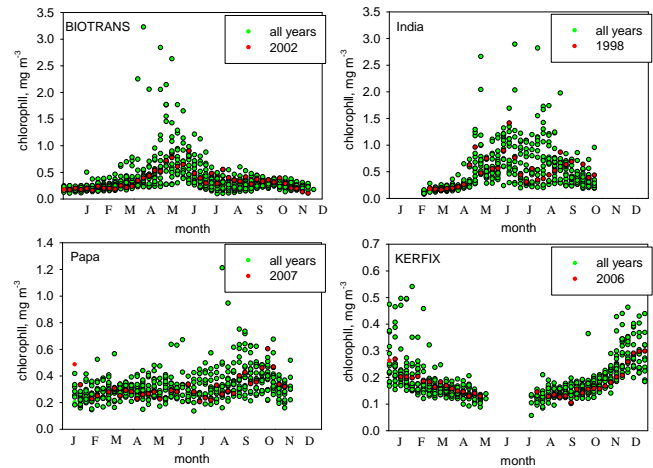 BIOTRANS
all years
2002
3.5
3.0
2.5
2.0
1.5
1.0
0.5
0.0
chlorophill, mg m-3
J F M A M J J A S O N D
month
India
all years
1998
3.5
3.0
2.5
2.0
1.5
1.0
0.5
0.0
chlorophill, mg m-3
J F M A M J J A S O N D
month
Papa
all years
2007
1.4
1.2
1.0
0.8
0.6
0.4
0.2
0.0
chlorophill, mg m-3
J F M A M J J A S O N D
month
KERFIX
all years
2006
0.7
0.6
0.5
0.4
0.3
0.2
0.1
0.0
chlorophill, mg m-3
J F M A M J J A S O N D
month